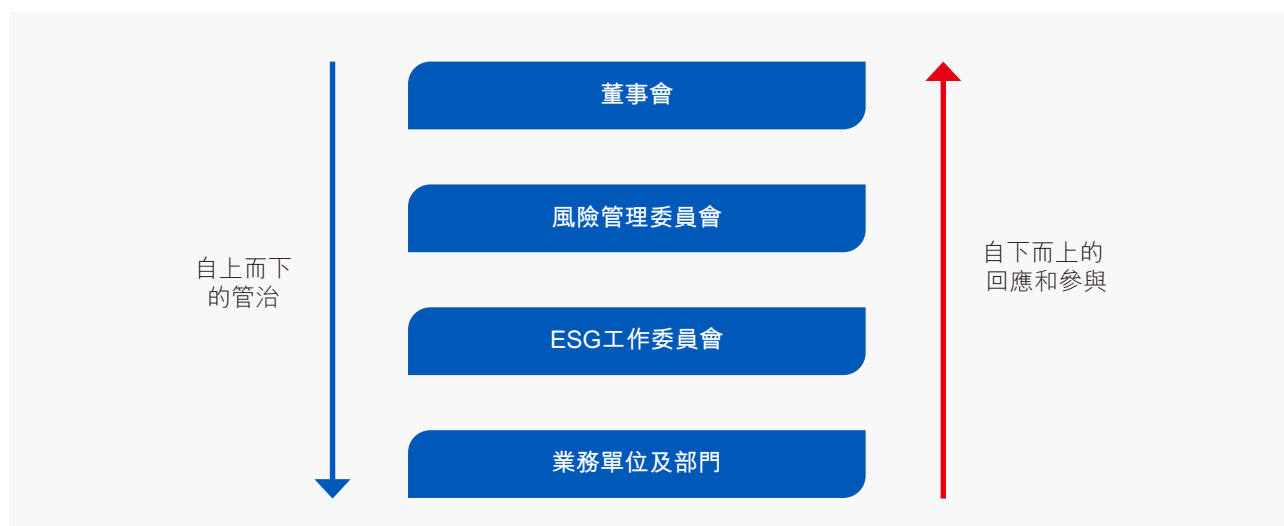 董事會
風險管理委員會
自上而下
的管治
自下而上的
回應和參與
ESG工作委員會
業務單位及部門